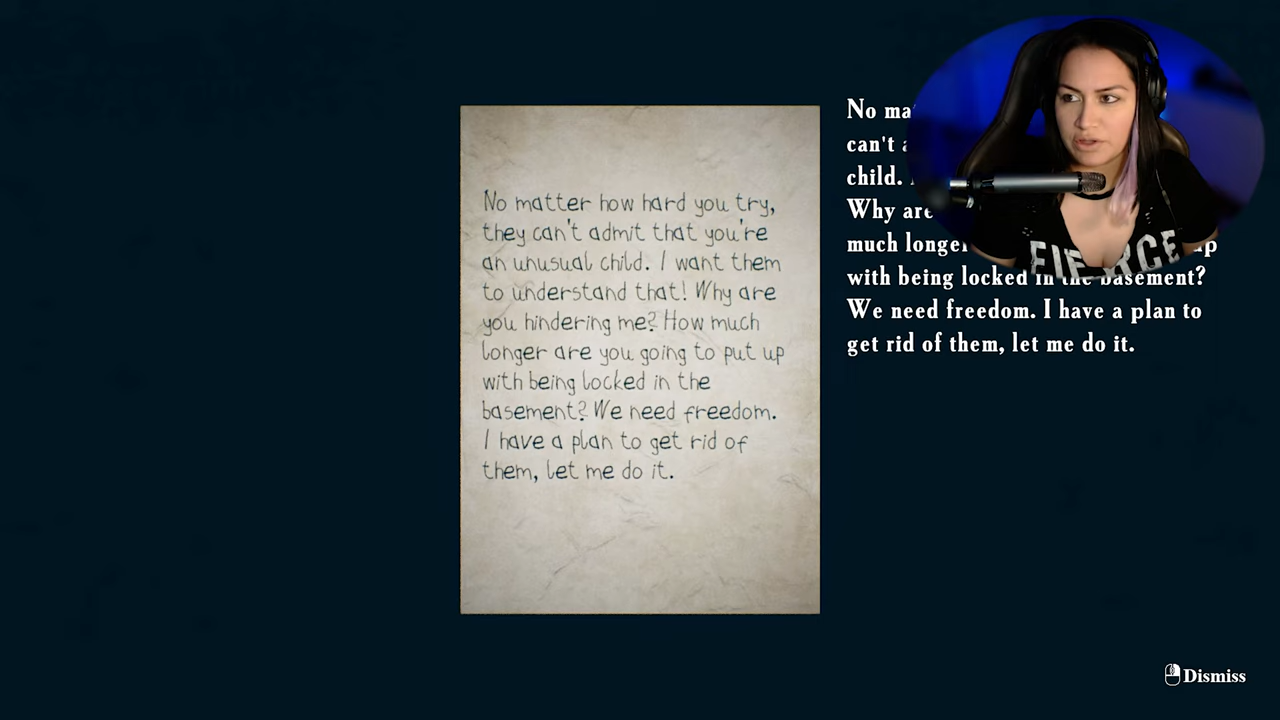 No matter how hard you try,
they can't admit that you're
an unusual child. I want them
to understand that! Why are
you hindering me? How much
longer are you going to put up
with being locked in the
basement? We need freedom.
I have a plan to get rid of
them, let me do it.
No
can't
child.
Why are
much longer up
with being locked in the basement?
We need freedom. I have a plan to
get rid of them, let me do it.
FIERCE
Dismiss